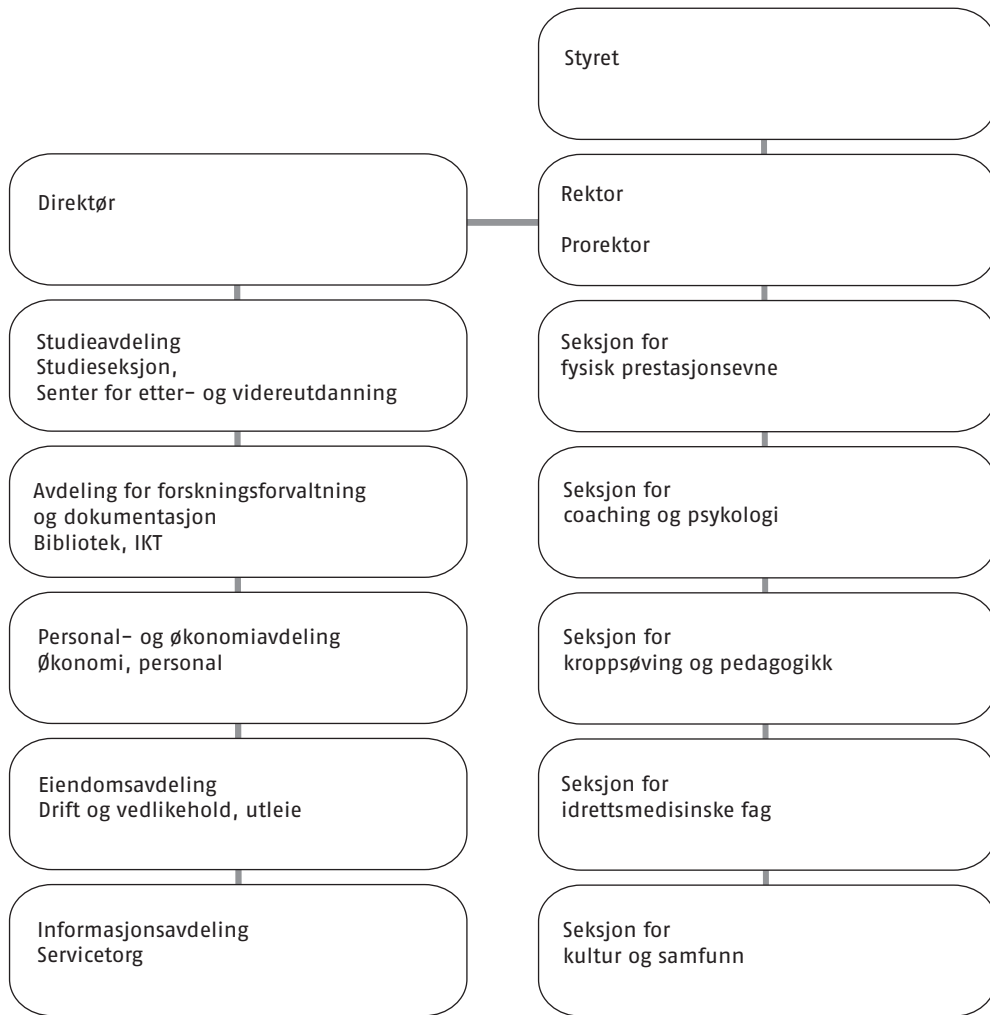 Styret
Direktør
Rektor
Prorektor
Studieavdeling
Studieseksjon,
Senter for etter- og videreutdanning
Seksjon for
fysisk prestasjonsevne
Avdeling for forskningsforvaltning
og dokumentasjon
Bibliotek, IKT
Seksjon for
coaching og psykologi
Personal- og økonomiavdeling
Økonomi, personal
Seksjon for
kroppsøving og pedagogikk
Eiendomsavdeling
Drift og vedlikehold, utleie
Seksjon for
idrettsmedisinske fag
Informasjonsavdeling
Servicetorg
Seksjon for
kultur og samfunn